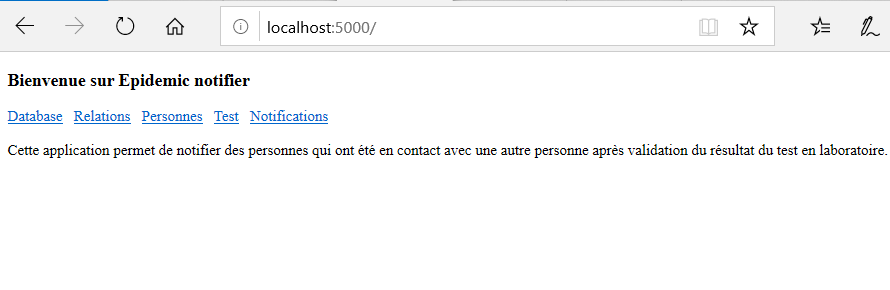 localhost:5000/
Bienvenue sur Epidemic notifier
Database Relations Personnes Test Notifications
Cette application permet de notifier des personnes qui ont été en contact avec une autre personne après validation du résultat du test en laboratoire.